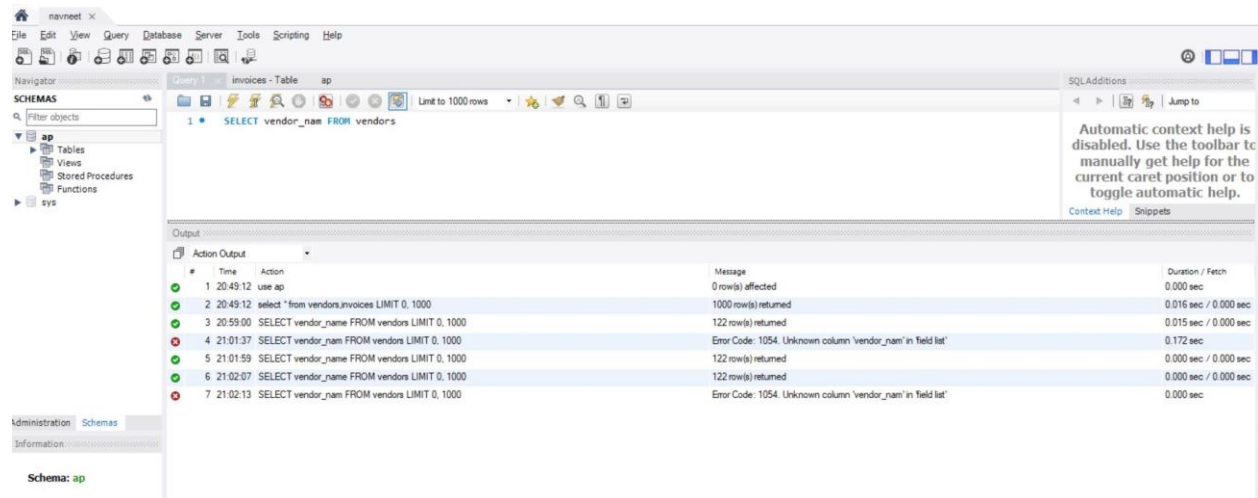 navneet ×
File Edit View Query Database Server Tools Scripting Help
Navigator
SCHEMAS
Filter objects
ap
Tables
Views
Stored Procedures
Functions
sys
Administration Schemas
Information
Schema: ap
Query 1 × invoices - Table ap
Limit to 1000 rows
1 SELECT vendor_nam FROM vendors
SQLAdditions
Jump to
Automatic context help is
disabled. Use the toolbar to
manually get help for the
current caret position or to
toggle automatic help.
Context Help Snippets
Output
Action Output
# Time Action Message Duration / Fetch
1 20:49:12 use ap 0 row(s) affected 0.000 sec
2 20:49:12 select * from vendors,invoices LIMIT 0, 1000 1000 row(s) returned 0.016 sec / 0.000 sec
3 20:59:00 SELECT vendor_name FROM vendors LIMIT 0, 1000 122 row(s) returned 0.015 sec / 0.000 sec
4 21:01:37 SELECT vendor_nam FROM vendors LIMIT 0, 1000 Error Code: 1054. Unknown column 'vendor_nam' in 'field list' 0.172 sec
5 21:01:59 SELECT vendor_name FROM vendors LIMIT 0, 1000 122 row(s) returned 0.000 sec / 0.000 sec
6 21:02:07 SELECT vendor_name FROM vendors LIMIT 0, 1000 122 row(s) returned 0.000 sec / 0.000 sec
7 21:02:13 SELECT vendor_nam FROM vendors LIMIT 0, 1000 Error Code: 1054. Unknown column 'vendor_nam' in 'field list' 0.000 sec